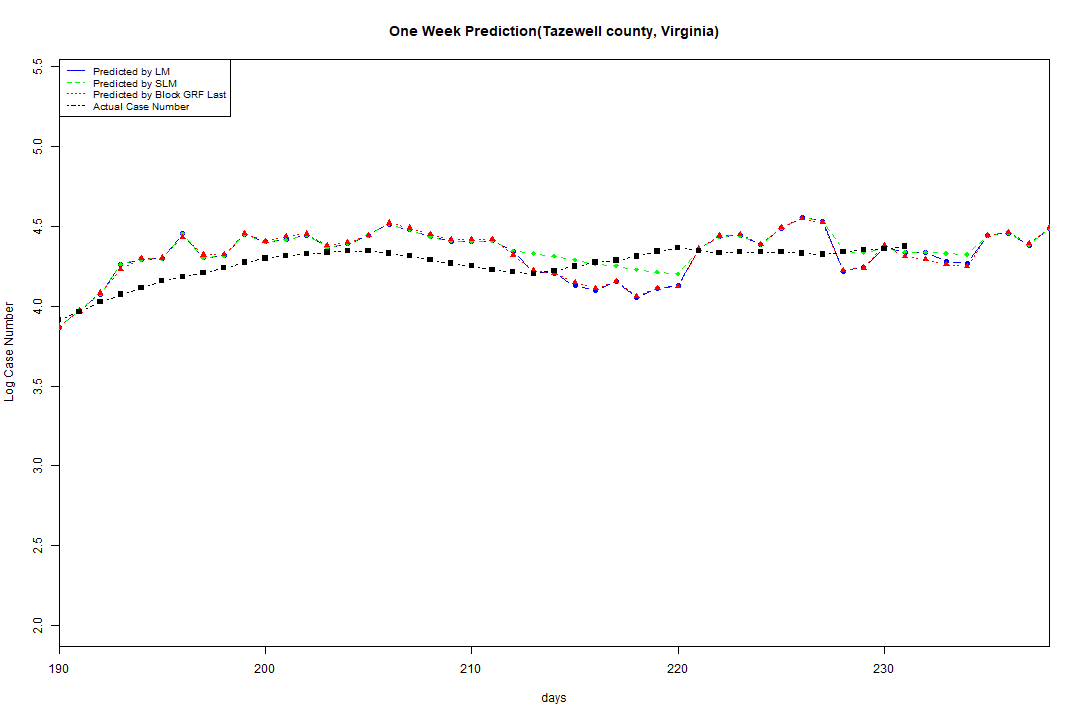 One Week Prediction(Tazewell county, Virginia)
Predicted by LM
Predicted by SLM
Predicted by Block GRF Last
Actual Case Number
5.5
5.0
4.5
4.0
3.5
3.0
2.5
2.0
Log Case Number
190 200 210 220 230
days